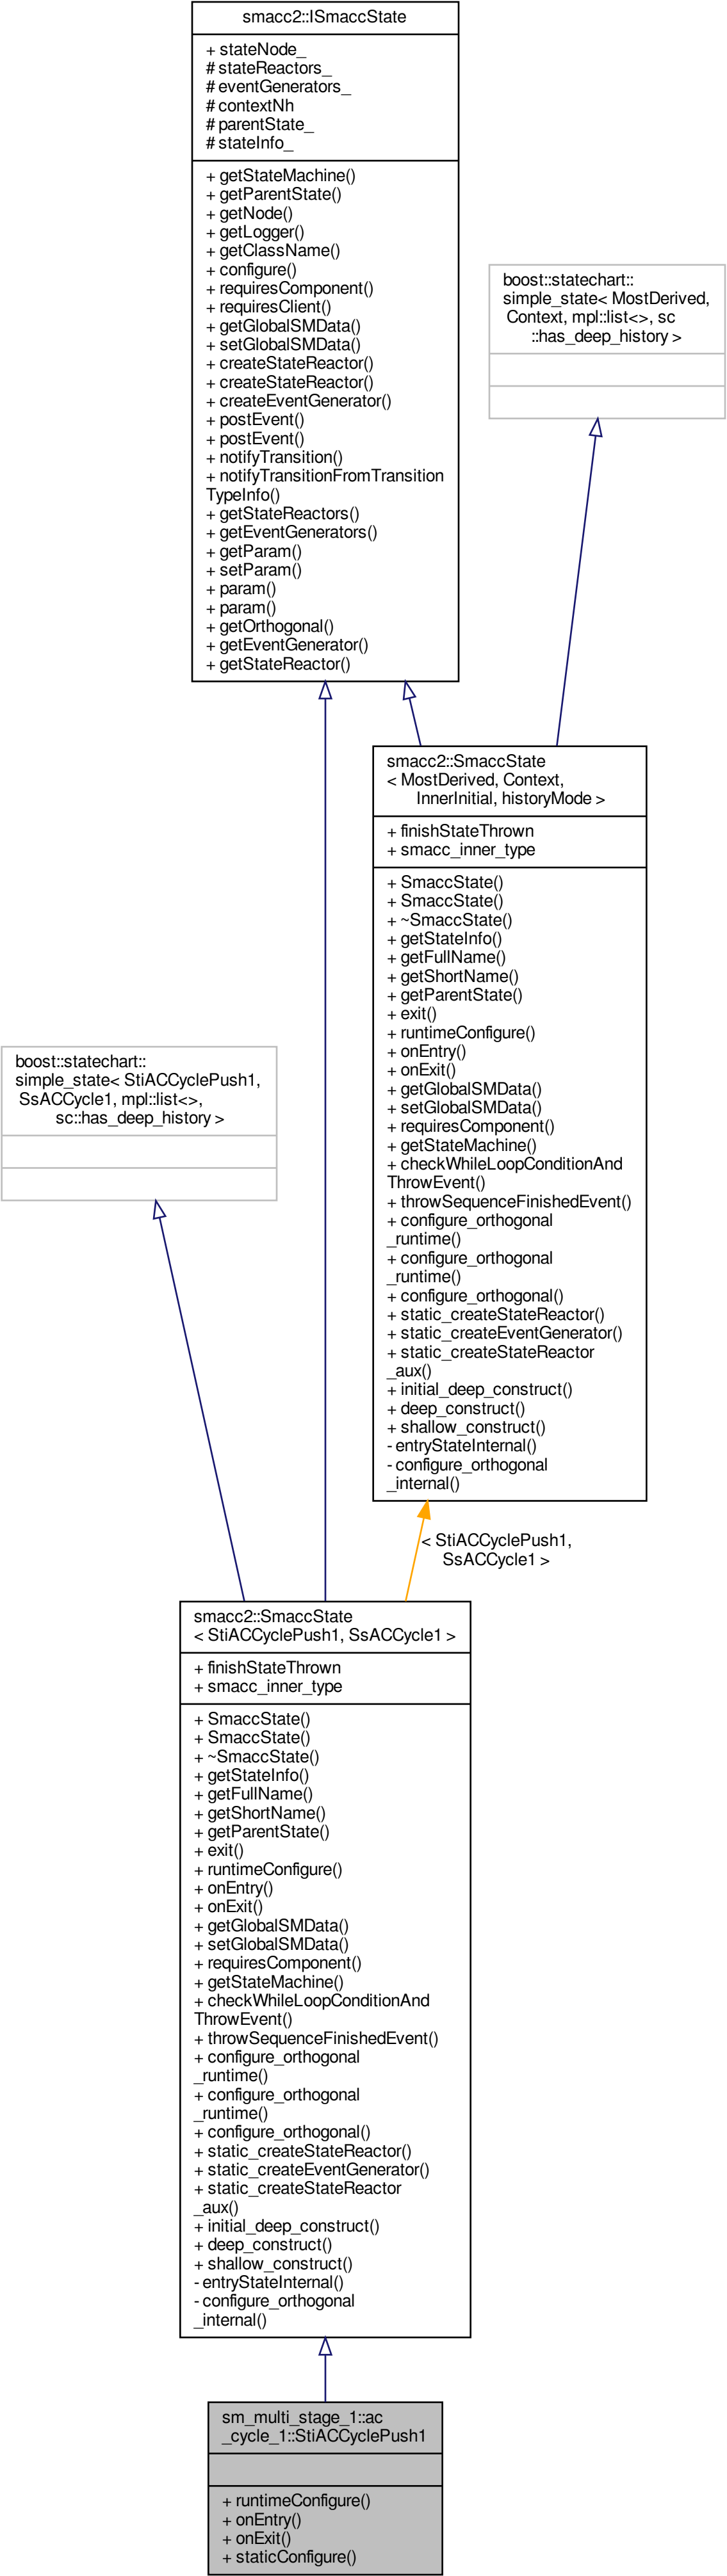 smacc2::ISmaccState
+ stateNode_
# stateReactors_
# eventGenerators_
# contextNh
# parentState_
# stateInfo_
+ getStateMachine()
+ getParentState()
+ getNode()
+ getLogger()
+ getClassName()
+ configure()
+ requiresComponent()
+ requiresClient()
+ getGlobalSMData()
+ setGlobalSMData()
+ createStateReactor()
+ createStateReactor()
+ createEventGenerator()
+ postEvent()
+ postEvent()
+ notifyTransition()
+ notifyTransitionFromTransition
TypeInfo()
+ getStateReactors()
+ getEventGenerators()
+ getParam()
+ setParam()
+ param()
+ param()
+ getOrthogonal()
+ getEventGenerator()
+ getStateReactor()
boost::statechart::
simple_state< MostDerived,
Context, mpl::list<>, sc
::has_deep_history >
smacc2::SmaccState
< MostDerived, Context,
InnerInitial, historyMode >
+ finishStateThrown
+ smacc_inner_type
+ SmaccState()
+ SmaccState()
+ ~SmaccState()
+ getStateInfo()
+ getFullName()
+ getShortName()
+ getParentState()
+ exit()
+ runtimeConfigure()
+ onEntry()
+ onExit()
+ getGlobalSMData()
+ setGlobalSMData()
+ requiresComponent()
+ getStateMachine()
+ checkWhileLoopConditionAnd
ThrowEvent()
+ throwSequenceFinishedEvent()
+ configure_orthogonal
_runtime()
+ configure_orthogonal
_runtime()
+ configure_orthogonal()
+ static_createStateReactor()
+ static_createEventGenerator()
+ static_createStateReactor
_aux()
+ initial_deep_construct()
+ deep_construct()
+ shallow_construct()
- entryStateInternal()
- configure_orthogonal
_internal()
boost::statechart::
simple_state< StiACCyclePush1,
SsACCycle1, mpl::list<>,
sc::has_deep_history >
< StiACCyclePush1,
SsACCycle1 >
smacc2::SmaccState
< StiACCyclePush1, SsACCycle1 >
+ finishStateThrown
+ smacc_inner_type
+ SmaccState()
+ SmaccState()
+ ~SmaccState()
+ getStateInfo()
+ getFullName()
+ getShortName()
+ getParentState()
+ exit()
+ runtimeConfigure()
+ onEntry()
+ onExit()
+ getGlobalSMData()
+ setGlobalSMData()
+ requiresComponent()
+ getStateMachine()
+ checkWhileLoopConditionAnd
ThrowEvent()
+ throwSequenceFinishedEvent()
+ configure_orthogonal
_runtime()
+ configure_orthogonal
_runtime()
+ configure_orthogonal()
+ static_createStateReactor()
+ static_createEventGenerator()
+ static_createStateReactor
_aux()
+ initial_deep_construct()
+ deep_construct()
+ shallow_construct()
- entryStateInternal()
- configure_orthogonal
_internal()
sm_multi_stage_1::ac
_cycle_1::StiACCyclePush1
+ runtimeConfigure()
+ onEntry()
+ onExit()
+ staticConfigure()